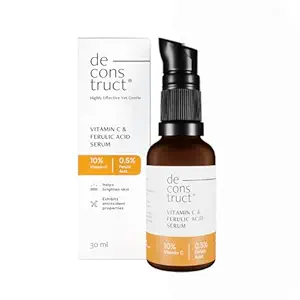 de
cons
truct®
Highly Effective Yet Gentle
VITAMIN C &
FERULIC ACID
SERUM
10%
Vitamin C
0.5%
Ferulic
Acid
Helps
brighten skin
Exhibits
antioxidant
properties
30 ml
de
cons
truct
VITAMIN C &
FERULIC ACID
SERUM
10%
Vitamin C
0.5%
Ferulic
Acid